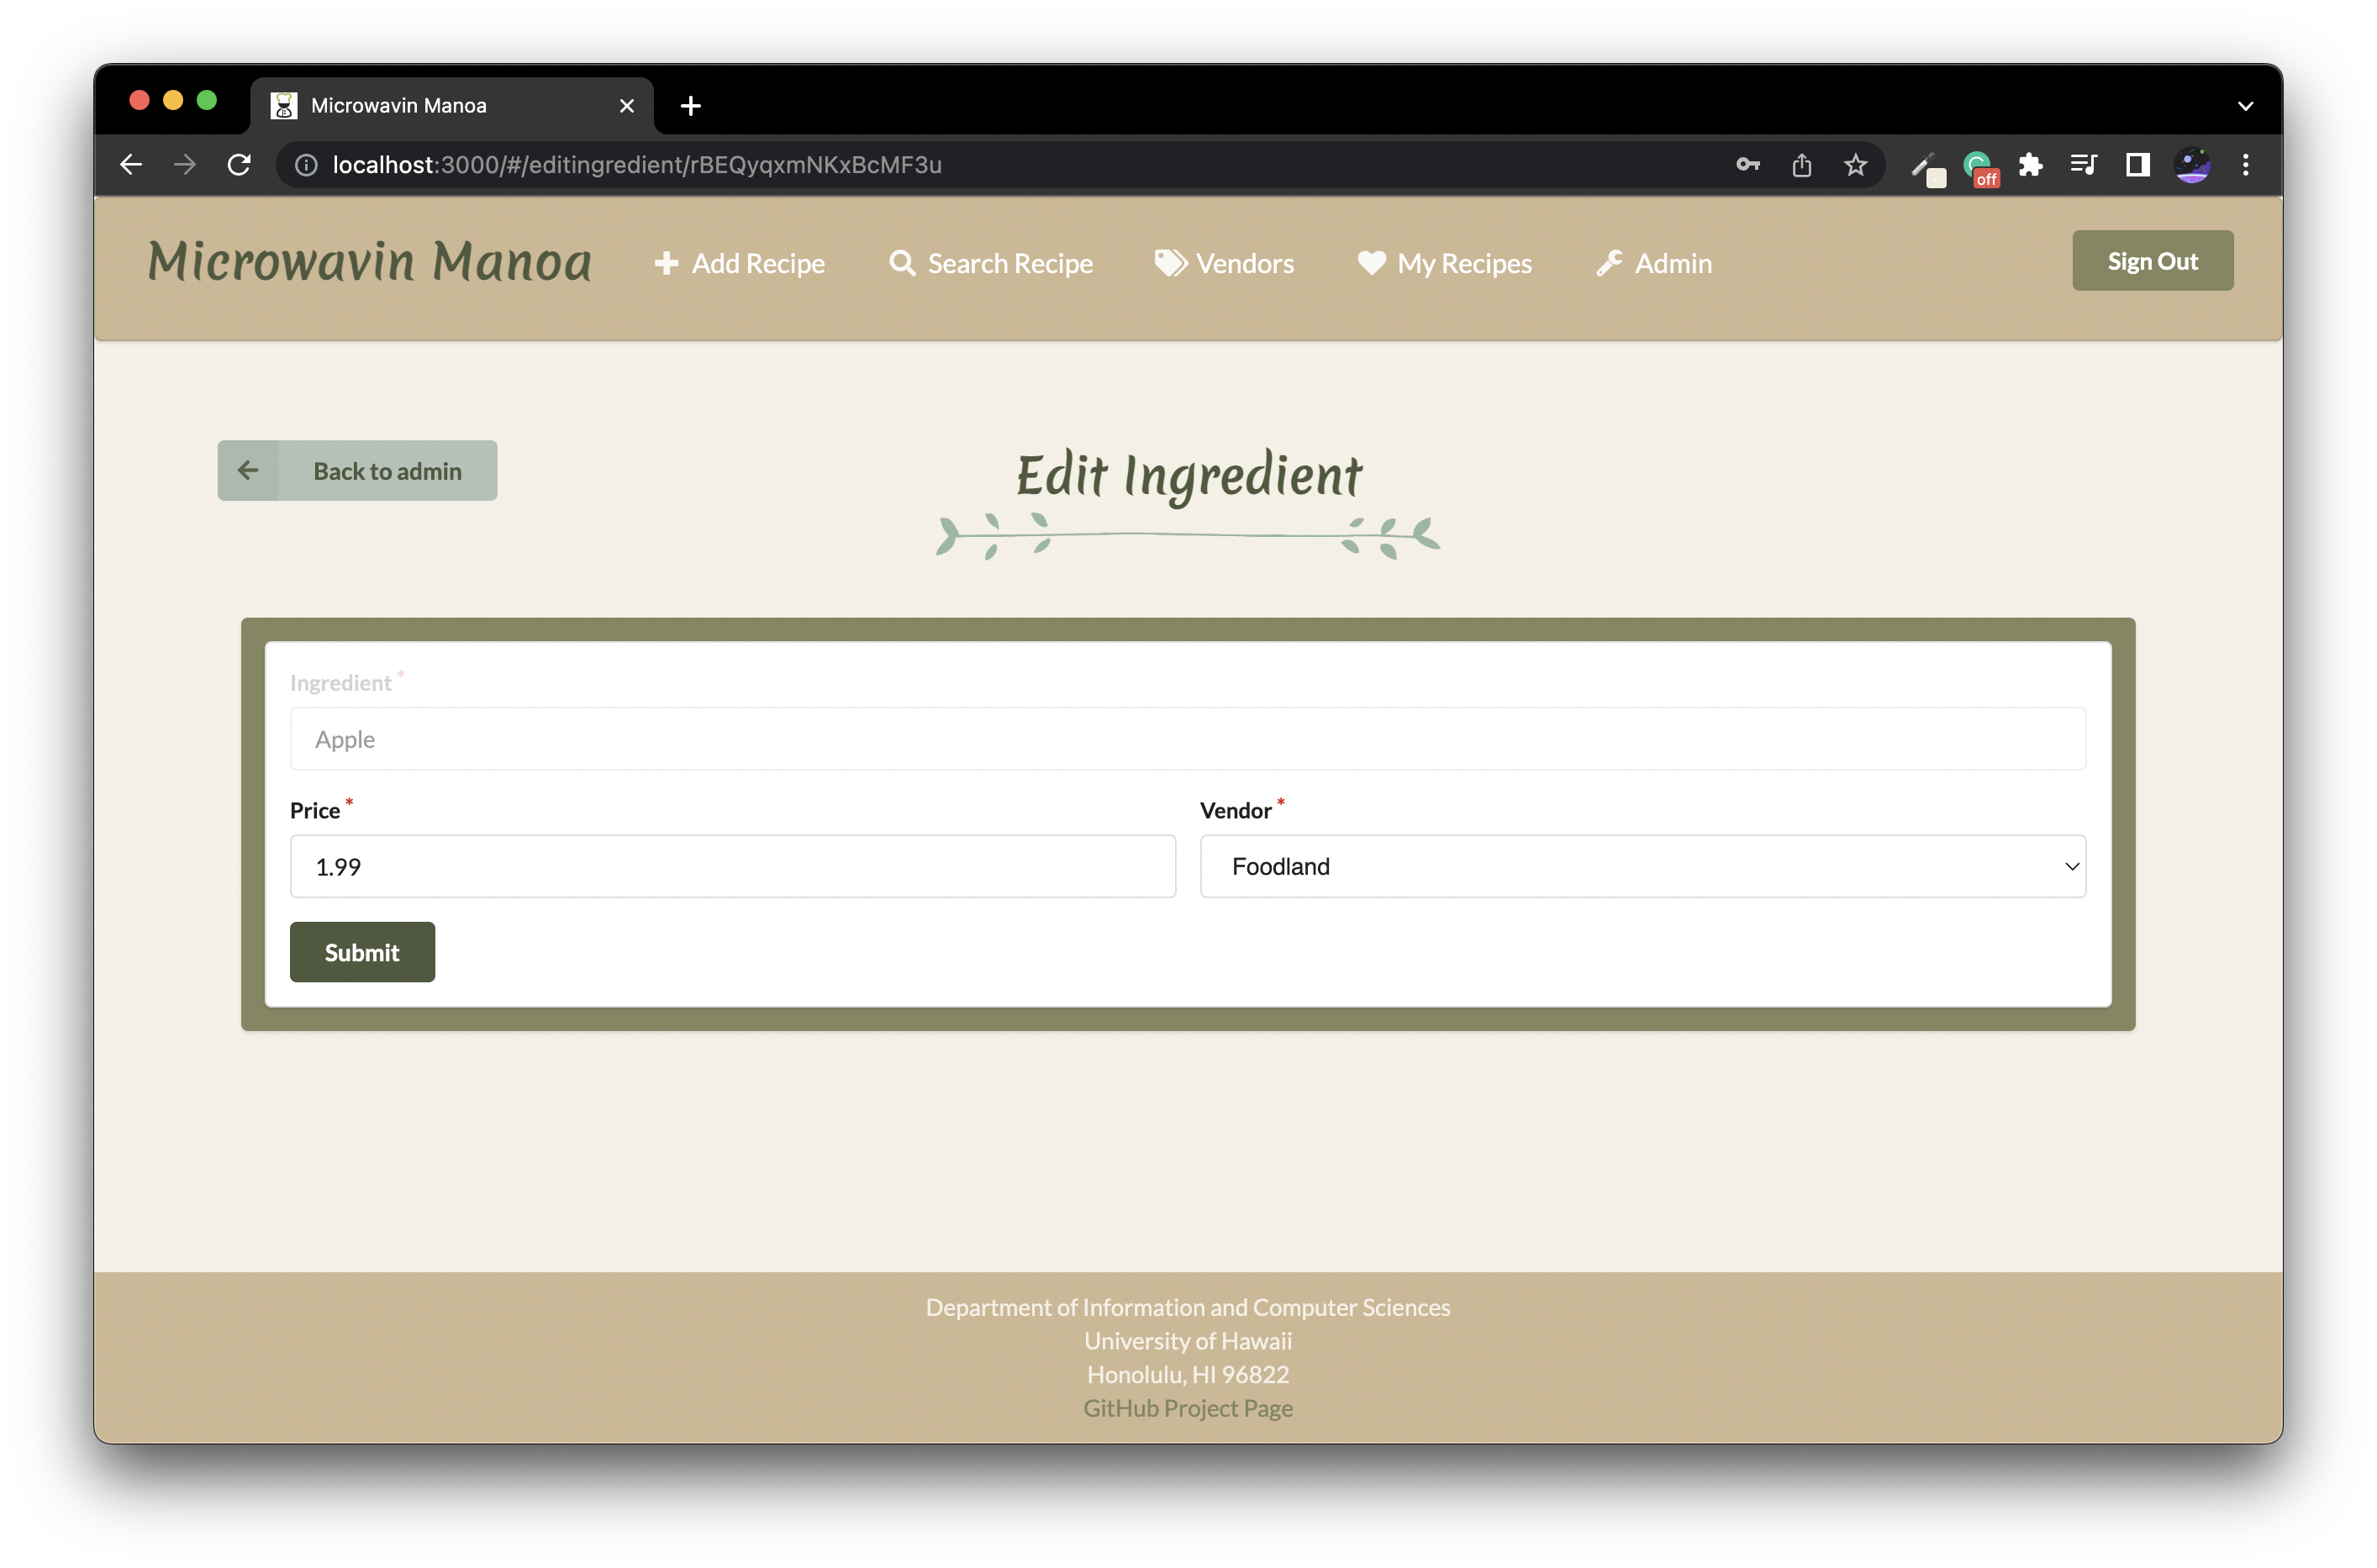 Microwavin Manoa
localhost:3000/#/editingredient/rBEQyqxmNKxBcMF3u
off
Microwavin Manoa Add Recipe Search Recipe Vendors My Recipes Admin Sign Out
Back to admin
Edit Ingredient
Ingredient *
Apple
Price * Vendor *
1.99 Foodland
Submit
Department of Information and Computer Sciences
University of Hawaii
Honolulu, HI 96822
GitHub Project Page